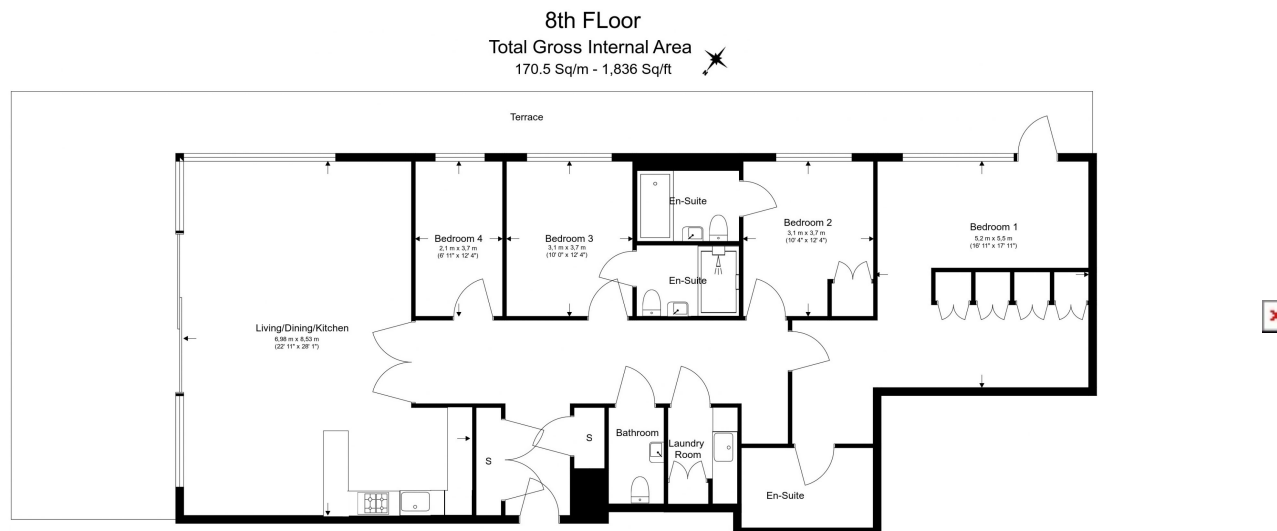 8th FLoor
Total Gross Internal Area
170.5 Sq/m - 1,836 Sq/ft
Terrace
En-Suite
Bedroom 2
3,1 m x 3,7 m
(10' 4" x 12' 4")
Bedroom 1
5,2 m x 5,5 m
(16' 11" x 17' 11")
Bedroom 4
2,1 m x 3,7 m
(6' 11" x 12' 4")
Bedroom 3
3,1 m x 3,7 m
(10' 0" x 12' 4")
En-Suite
Living/Dining/Kitchen
6,98 m x 8,53 m
(22' 11" x 28' 1")
S
S
Bathroom
Laundry
Room
En-Suite